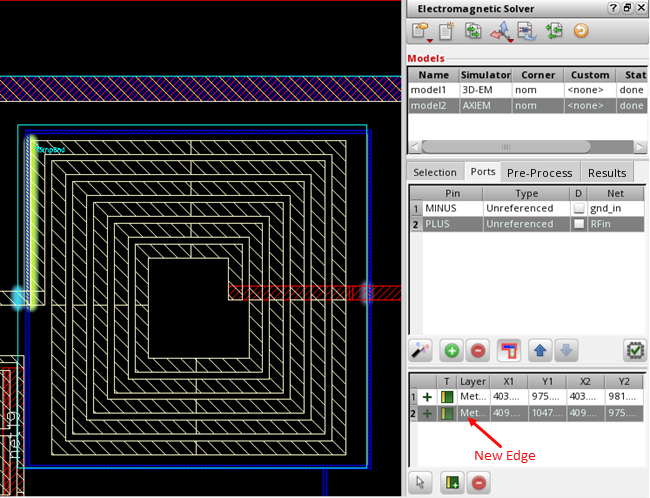 Electromagnetic Solver
Models
Name Simulator Corner Custom Stat
model1 3D-EM nom <none> done
model2 AXIEM nom <none> done
Selection Ports Pre-Process Results
Pin Type D Net
1 MINUS Unreferenced gnd_in
2 PLUS Unreferenced RFin
T Layer X1 Y1 X2 Y2
1 Met... 403.... 975.... 403.... 981....
2 Met... 409.... 1047.... 409.... 975....
New Edge